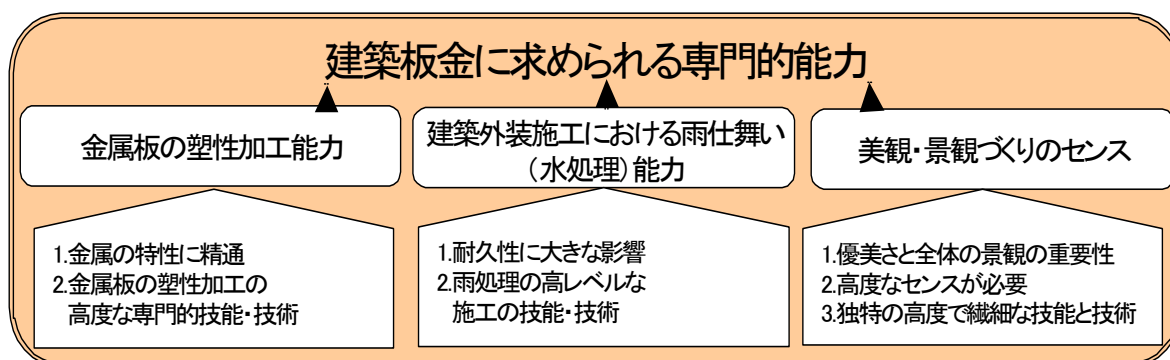 建築板金に求められる専門的能力
金属板の塑性加工能力
建築外装施工における雨仕舞い
（水処理）能力
美観・景観づくりのセンス
1.金属の特性に精通
2.金属板の塑性加工の
高度な専門的技能・技術
1.耐久性に大きな影響
2.雨処理の高レベルな
施工の技能・技術
1.優美さと全体の景観の重要性
2.高度なセンスが必要
3.独特の高度で繊細な技能と技術